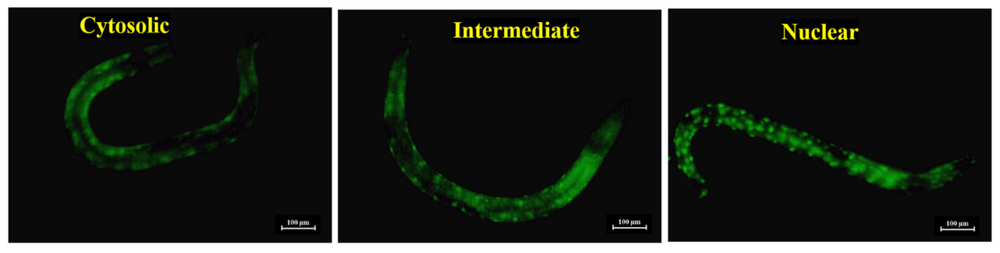 Cytosolic
Intermediate
Nuclear
100 μm
100 μm
100 μm